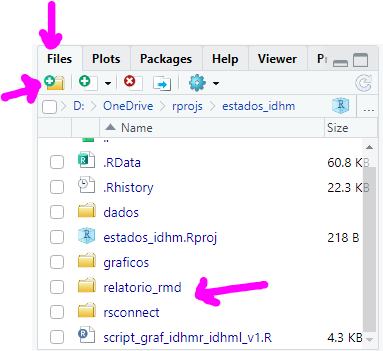 Files Plots Packages Help Viewer
D: OneDrive rprojs estados_idhm R ...
Name Size
..
R .RData 60.8 KB
.Rhistory 22.3 KB
dados
R estados_idhm.Rproj 218 B
graficos
relatorio_rmd
rsconnect
R script_graf_idhmr_idhml_v1.R 4.3 KB